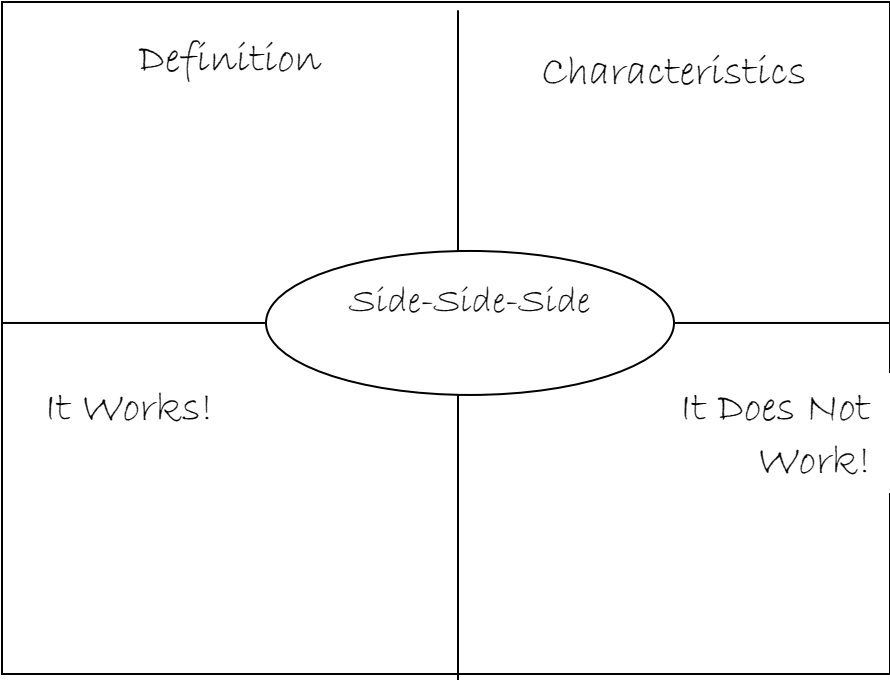 Definition
Characteristics
Side-Side-Side
It Works!
It Does Not
Work!